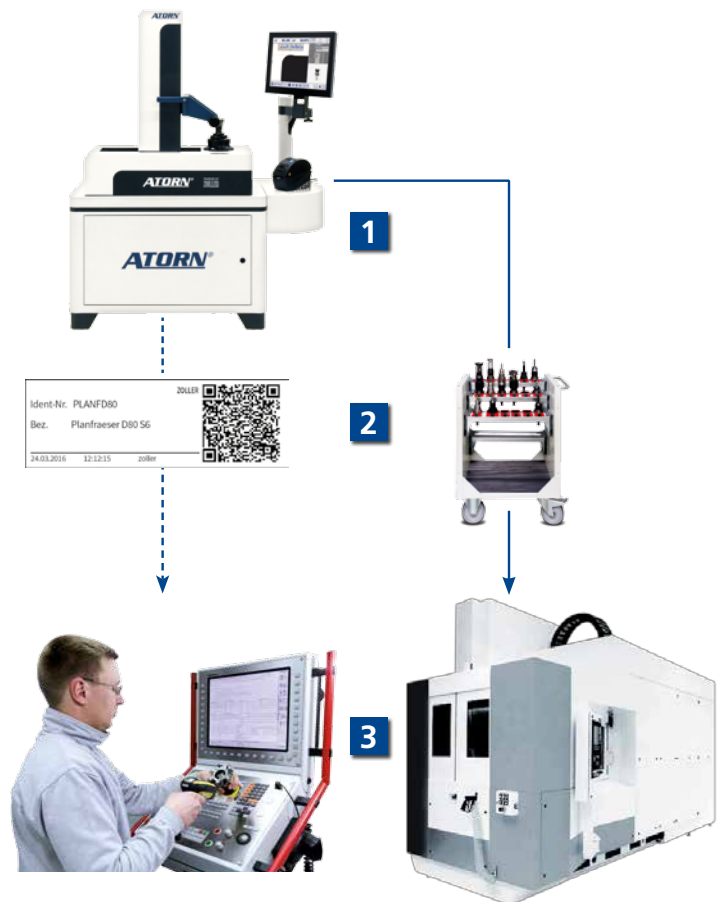 ATORN
ATORN®
ATORN®
1
ZOLLER
Ident-Nr. PLANFD80
Bez. Planfraeser D80 S6
24.03.2016 12:12:15 zoller
2
3